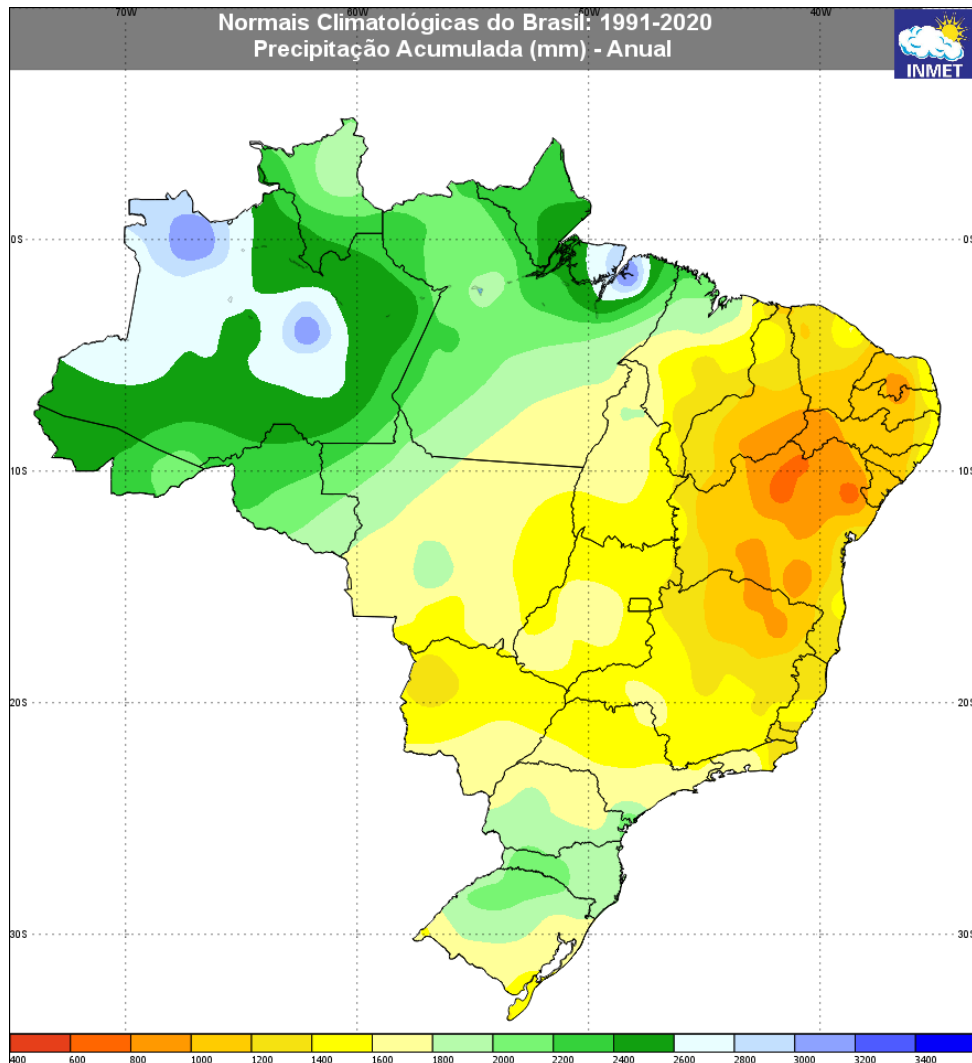 70W 80W 50W 40W
Normais Climatológicas do Brasil: 1991-2020
Precipitação Acumulada (mm) - Anual
INMET
0S 0S
10S 10S
20S 20S
30S 30S
400 600 800 1000 1200 1400 1600 1800 2000 2200 2400 2600 2800 3000 3200 3400